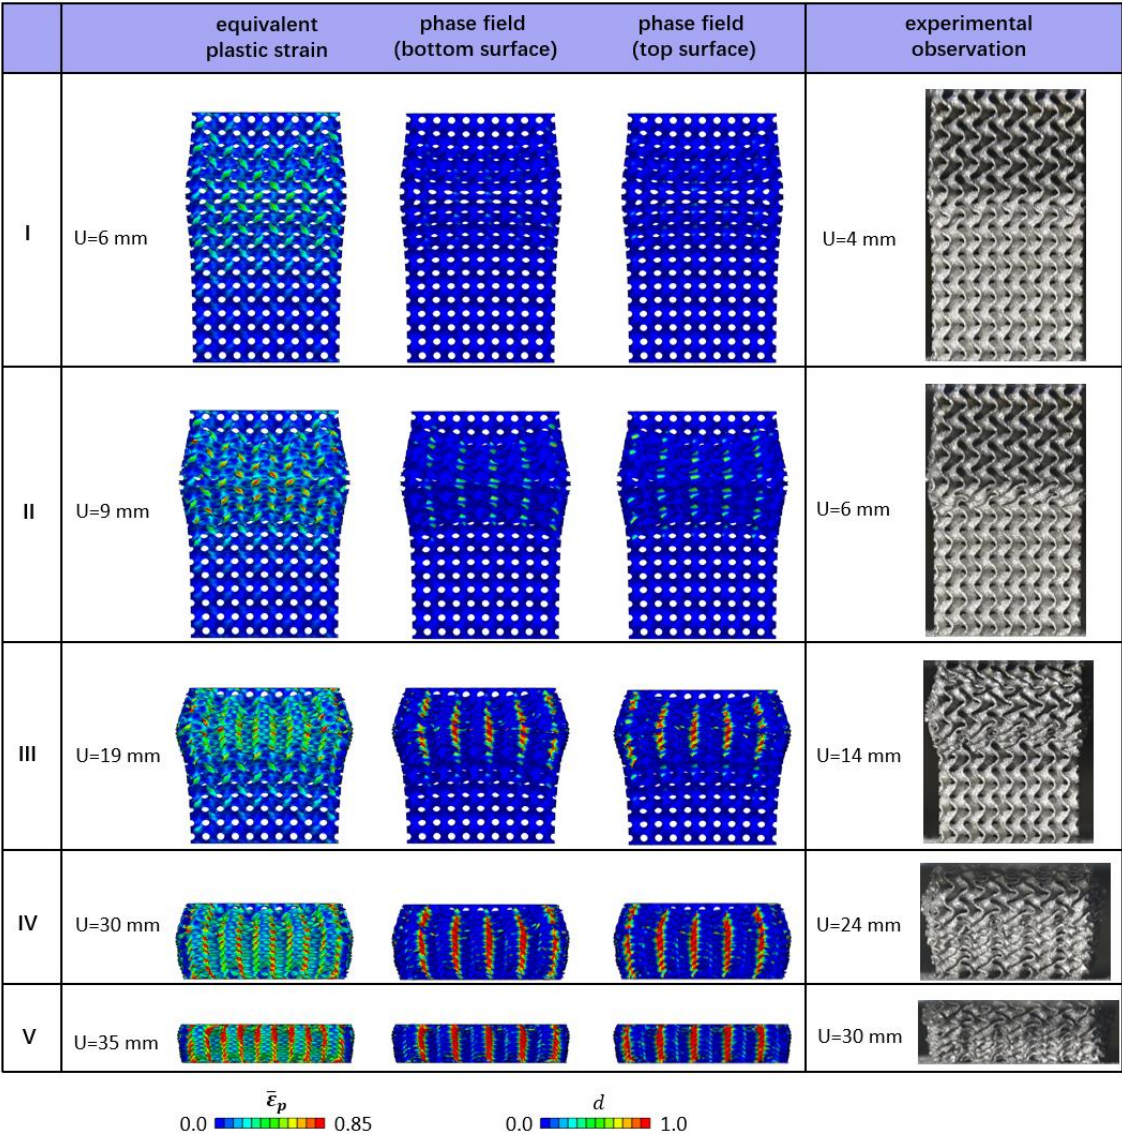 equivalent
plastic strain
phase field
(bottom surface)
phase field
(top surface)
experimental
observation
I
U=6 mm
U=4 mm
II
U=9 mm
U=6 mm
III
U=19 mm
U=14 mm
IV
U=30 mm
U=24 mm
V
U=35 mm
U=30 mm
ε̄ₚ
0.0 0.85
d
0.0 1.0